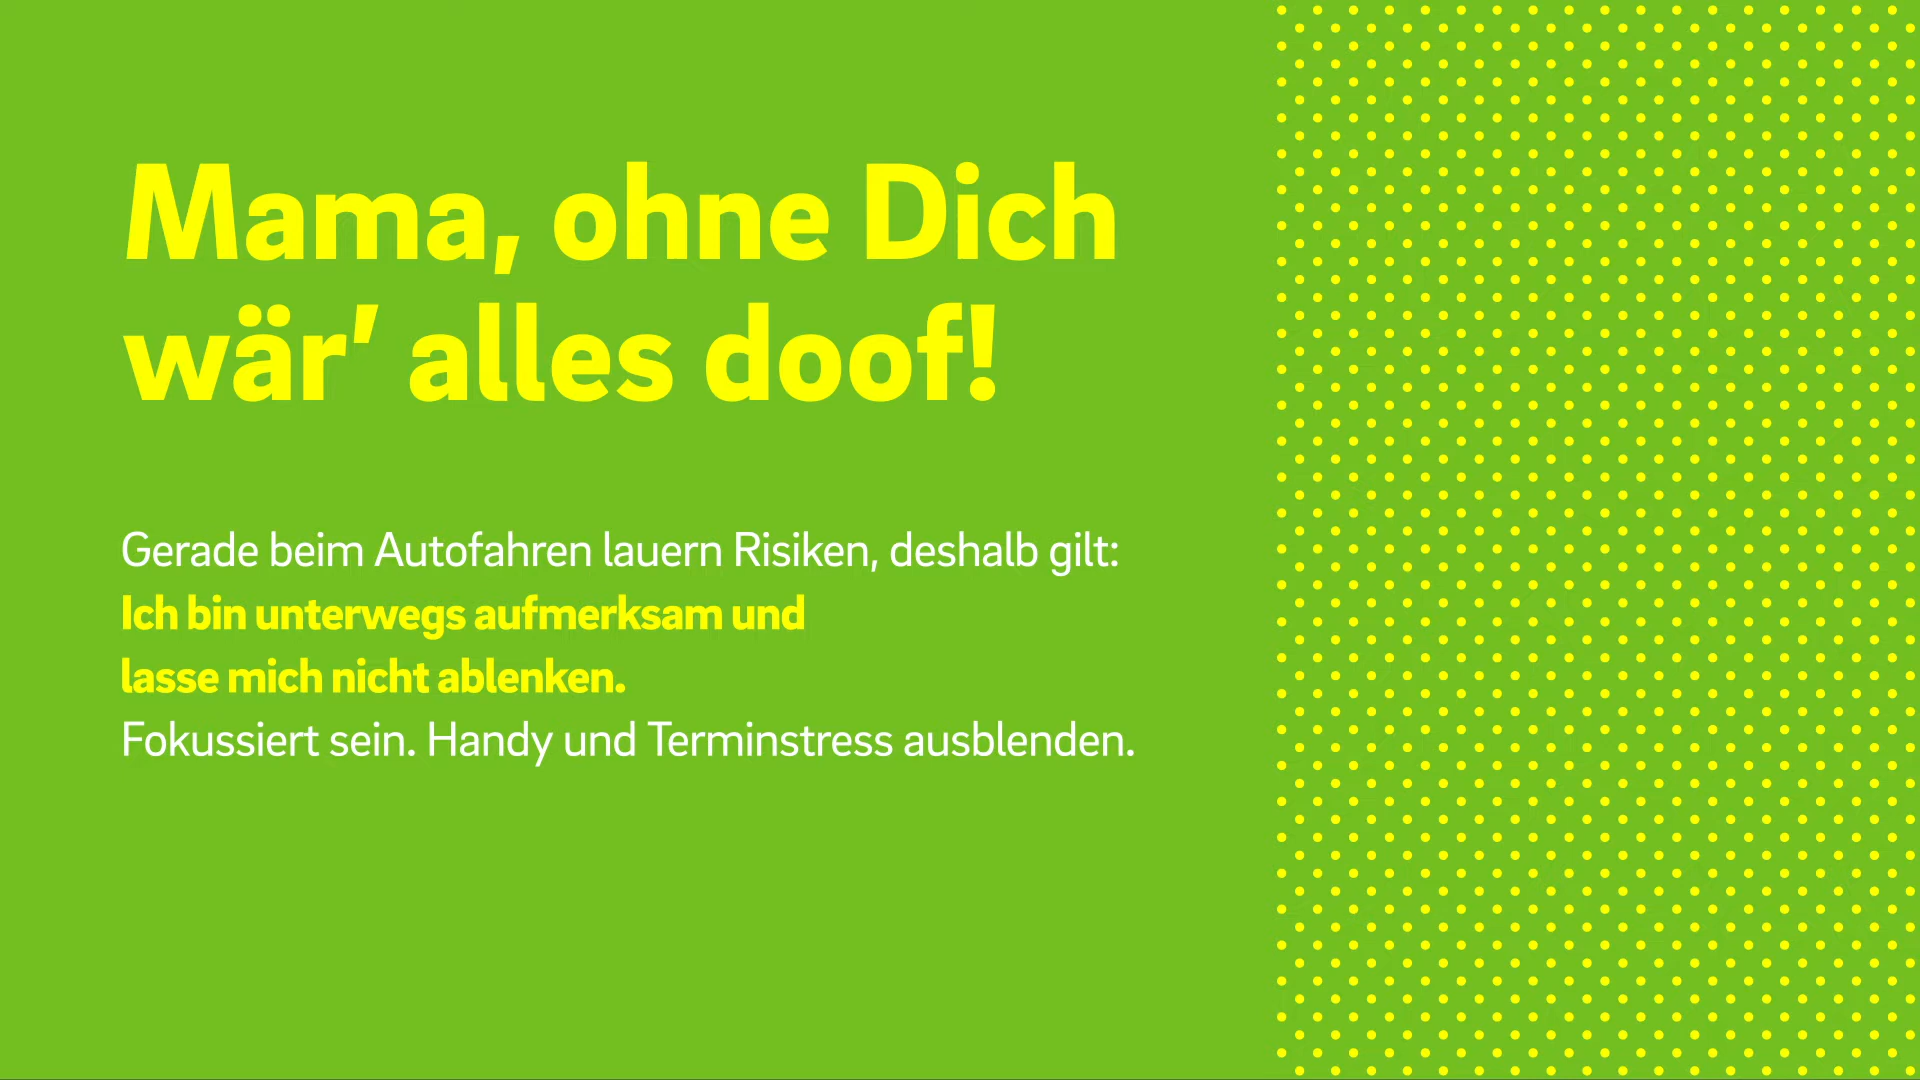 Mama, ohne Dich
wär’ alles doof!
Gerade beim Autofahren lauern Risiken, deshalb gilt:
Ich bin unterwegs aufmerksam und
lasse mich nicht ablenken.
Fokussiert sein. Handy und Terminstress ausblenden.